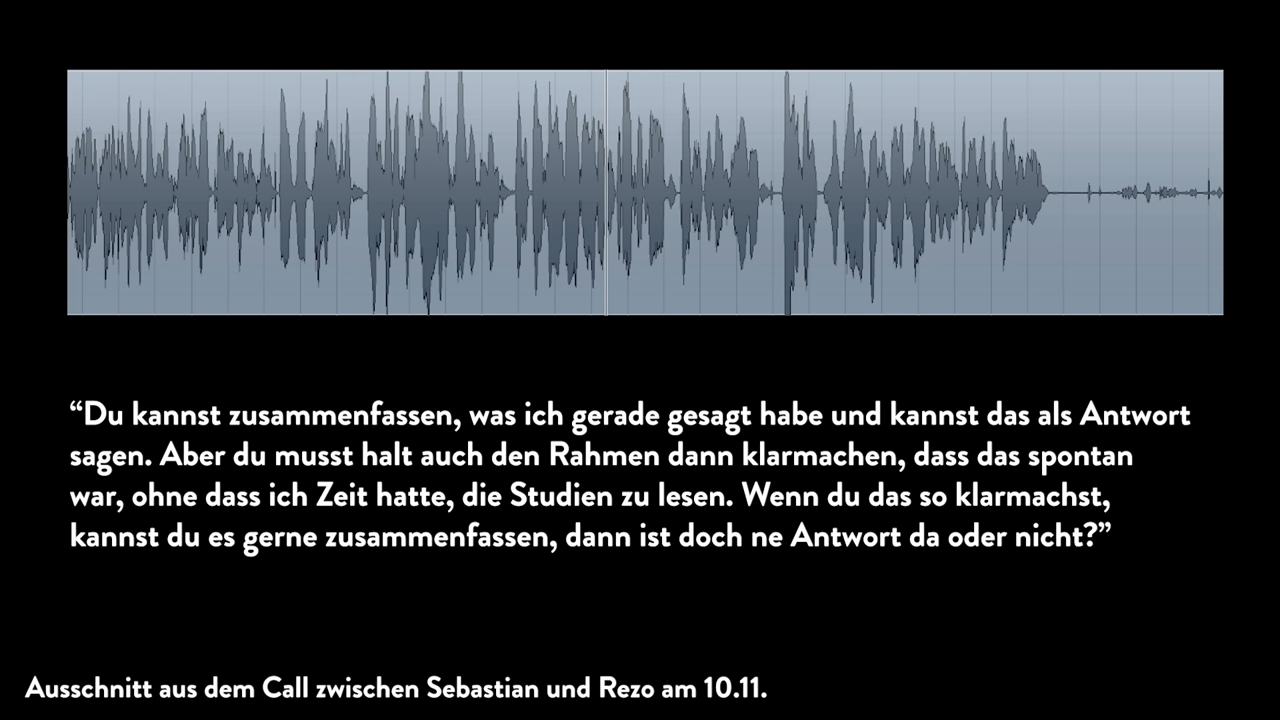 “Du kannst zusammenfassen, was ich gerade gesagt habe und kannst das als Antwort
sagen. Aber du musst halt auch den Rahmen dann klarmachen, dass das spontan
war, ohne dass ich Zeit hatte, die Studien zu lesen. Wenn du das so klarmachst,
kannst du es gerne zusammenfassen, dann ist doch ne Antwort da oder nicht?”
Ausschnitt aus dem Call zwischen Sebastian und Rezo am 10.11.